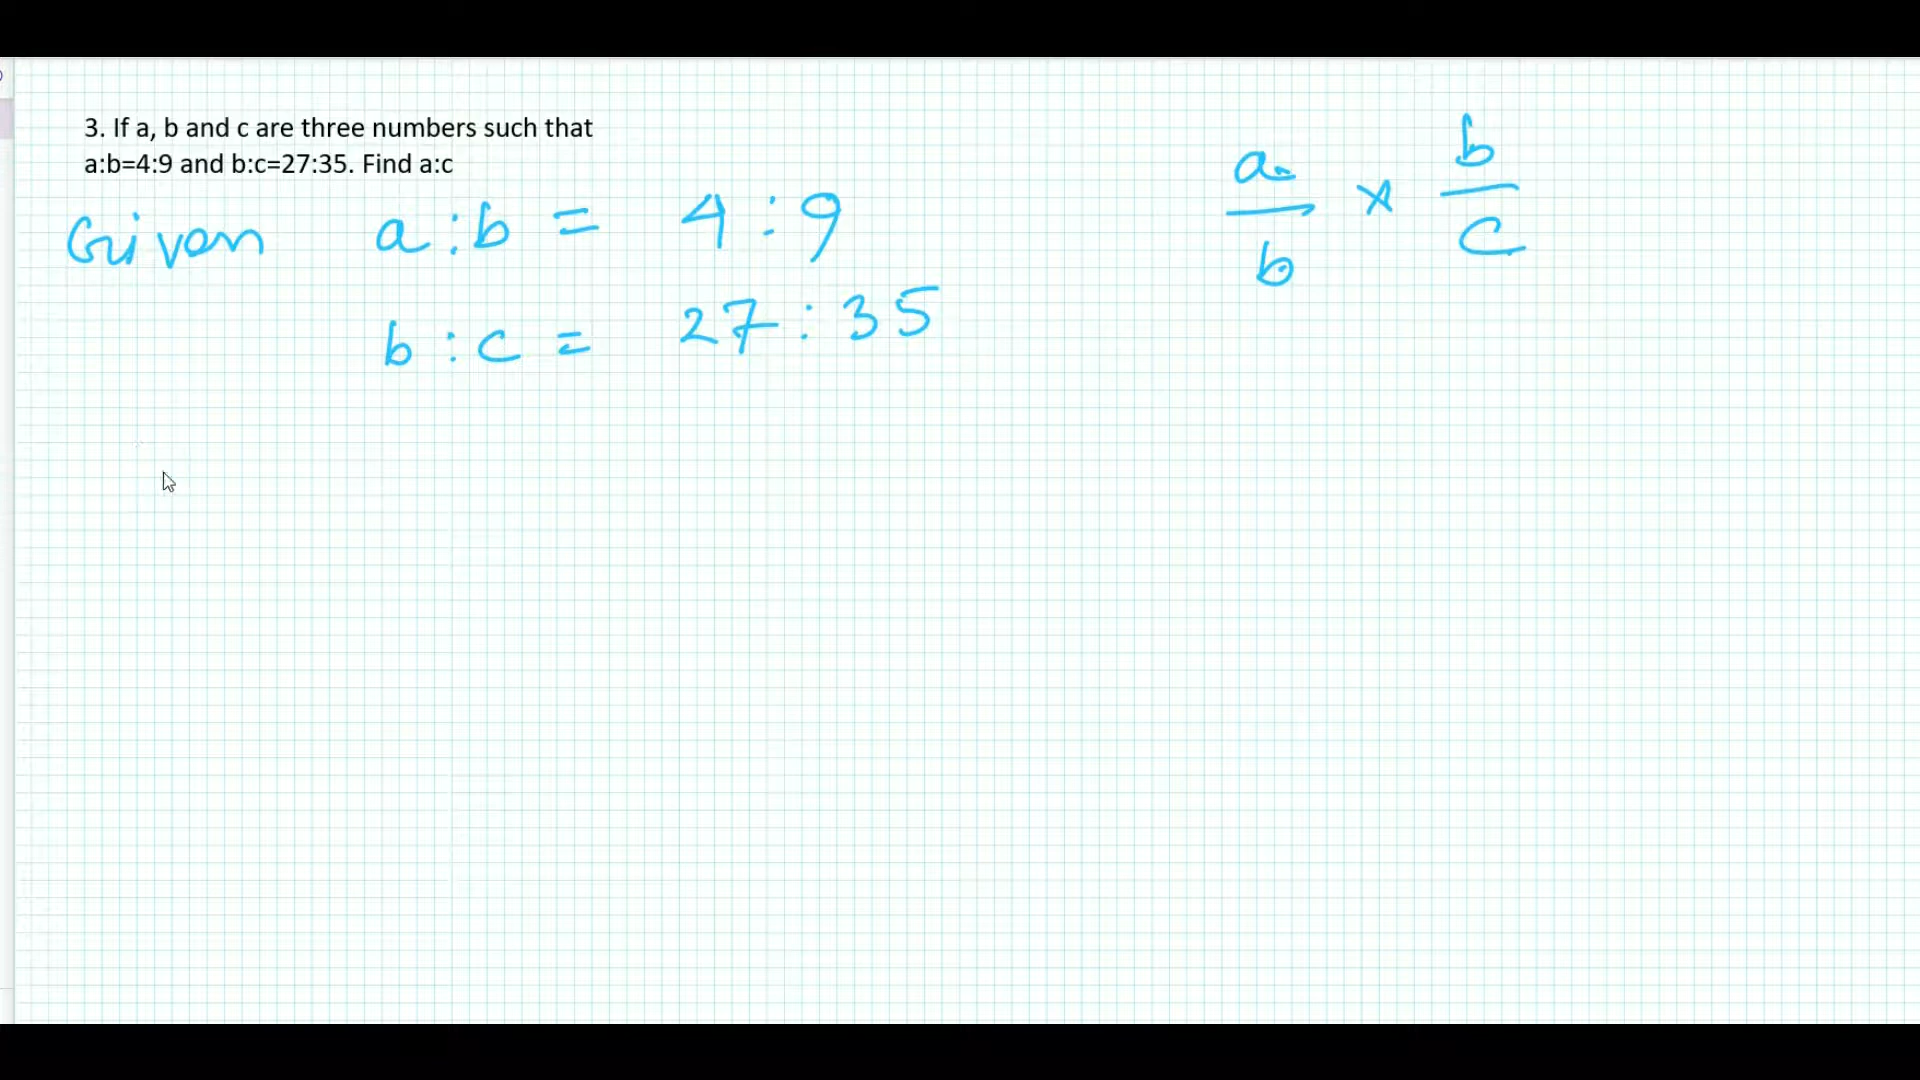 3. If a, b and c are three numbers such that
a:b=4:9 and b:c=27:35. Find a:c
Given a : b = 4 : 9
b : c = 27 : 35
a/b × b/c